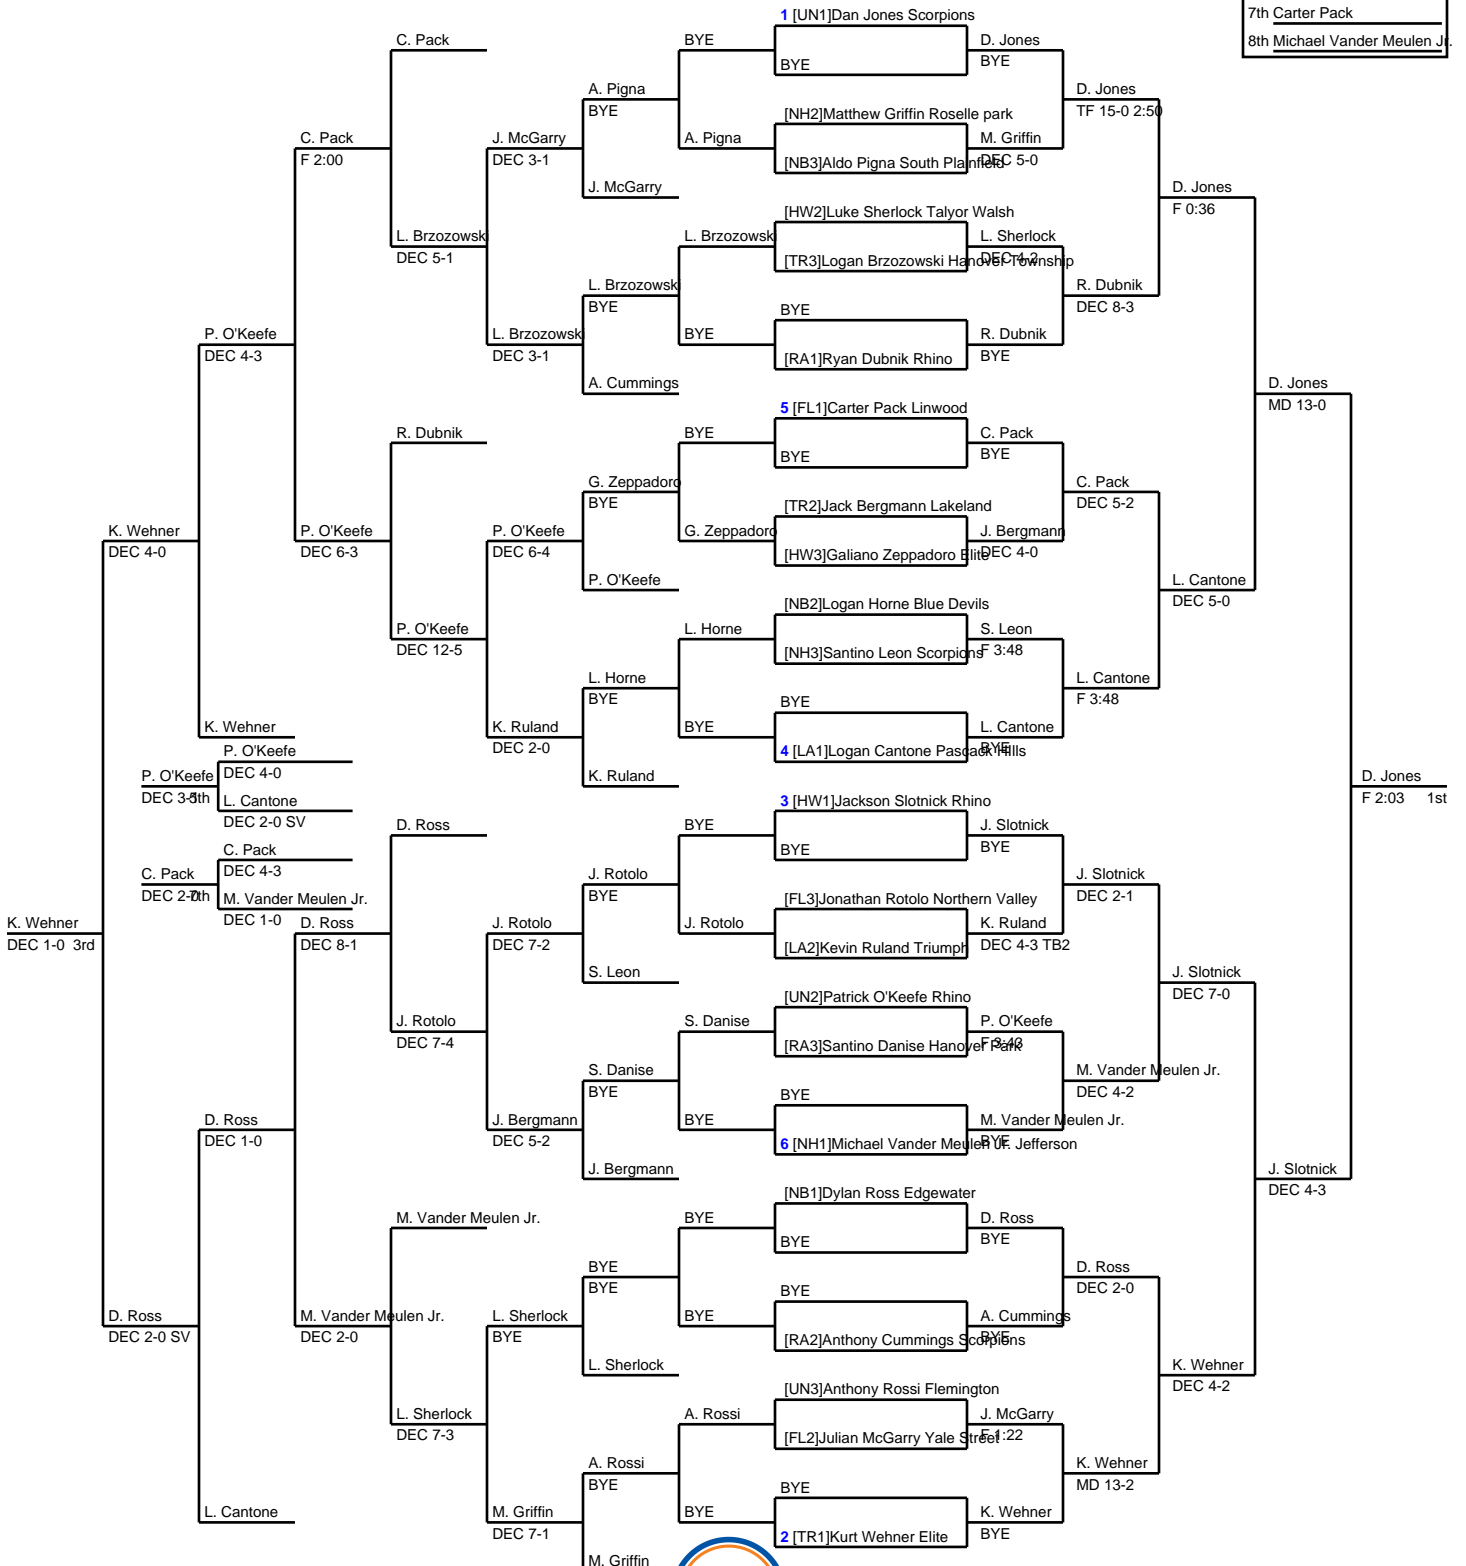 1 [UN1]Dan Jones Scorpions
BYE
[NH2]Matthew Griffin Roselle park
[NB3]Aldo Pigna South Plainfield
[HW2]Luke Sherlock Talyor Walsh
[TR3]Logan Brzozowski Hanover Township
BYE
[RA1]Ryan Dubnik Rhino
5 [FL1]Carter Pack Linwood
BYE
[TR2]Jack Bergmann Lakeland
[HW3]Galiano Zeppadoro Elite
[NB2]Logan Horne Blue Devils
[NH3]Santino Leon Scorpions
BYE
4 [LA1]Logan Cantone Pascack Hills
3 [HW1]Jackson Slotnick Rhino
BYE
[FL3]Jonathan Rotolo Northern Valley
[LA2]Kevin Ruland Triumph
[UN2]Patrick O'Keefe Rhino
[RA3]Santino Danise Hanover Park
BYE
6 [NH1]Michael Vander Meulen Jr. Jefferson
[NB1]Dylan Ross Edgewater
BYE
BYE
[RA2]Anthony Cummings Scorpions
[UN3]Anthony Rossi Flemington
[FL2]Julian McGarry Yale Street
BYE
2 [TR1]Kurt Wehner Elite
D. Jones
BYE
M. Griffin
DEC 5-0
L. Sherlock
DEC 4-2
R. Dubnik
BYE
C. Pack
BYE
J. Bergmann
DEC 4-0
S. Leon
F 3:48
L. Cantone
BYE
J. Slotnick
BYE
K. Ruland
DEC 4-3 TB2
P. O'Keefe
F 3:43
M. Vander Meulen Jr.
BYE
D. Ross
BYE
A. Cummings
BYE
J. McGarry
F 1:22
K. Wehner
BYE
D. Jones
TF 15-0 2:50
R. Dubnik
DEC 8-3
C. Pack
DEC 5-2
L. Cantone
F 3:48
J. Slotnick
DEC 2-1
M. Vander Meulen Jr.
DEC 4-2
D. Ross
DEC 2-0
K. Wehner
MD 13-2
D. Jones
F 0:36
L. Cantone
DEC 5-0
J. Slotnick
DEC 7-0
K. Wehner
DEC 4-2
D. Jones
MD 13-0
J. Slotnick
DEC 4-3
D. Jones
F 2:03 1st
7th Carter Pack
8th Michael Vander Meulen Jr.
BYE
A. Pigna
L. Brzozowski
BYE
BYE
G. Zeppadoro
L. Horne
BYE
BYE
J. Rotolo
S. Danise
BYE
BYE
BYE
A. Rossi
BYE
A. Pigna
BYE
J. McGarry
L. Brzozowski
BYE
A. Cummings
G. Zeppadoro
BYE
P. O'Keefe
L. Horne
BYE
K. Ruland
J. Rotolo
BYE
S. Leon
S. Danise
BYE
J. Bergmann
BYE
BYE
L. Sherlock
A. Rossi
BYE
M. Griffin
J. McGarry
DEC 3-1
L. Brzozowski
DEC 3-1
P. O'Keefe
DEC 6-4
K. Ruland
DEC 2-0
J. Rotolo
DEC 7-2
J. Bergmann
DEC 5-2
L. Sherlock
BYE
M. Griffin
DEC 7-1
C. Pack
L. Brzozowski
DEC 5-1
R. Dubnik
P. O'Keefe
DEC 12-5
D. Ross
J. Rotolo
DEC 7-4
M. Vander Meulen Jr.
L. Sherlock
DEC 7-3
C. Pack
F 2:00
P. O'Keefe
DEC 6-3
D. Ross
DEC 8-1
M. Vander Meulen Jr.
DEC 2-0
P. O'Keefe
DEC 4-3
K. Wehner
D. Ross
DEC 1-0
L. Cantone
K. Wehner
DEC 4-0
D. Ross
DEC 2-0 SV
K. Wehner
DEC 1-0 3rd
P. O'Keefe
DEC 4-0
L. Cantone
DEC 2-0 SV
P. O'Keefe
DEC 3-1 5th
C. Pack
DEC 4-3
M. Vander Meulen Jr.
DEC 1-0
C. Pack
DEC 2-0 7th